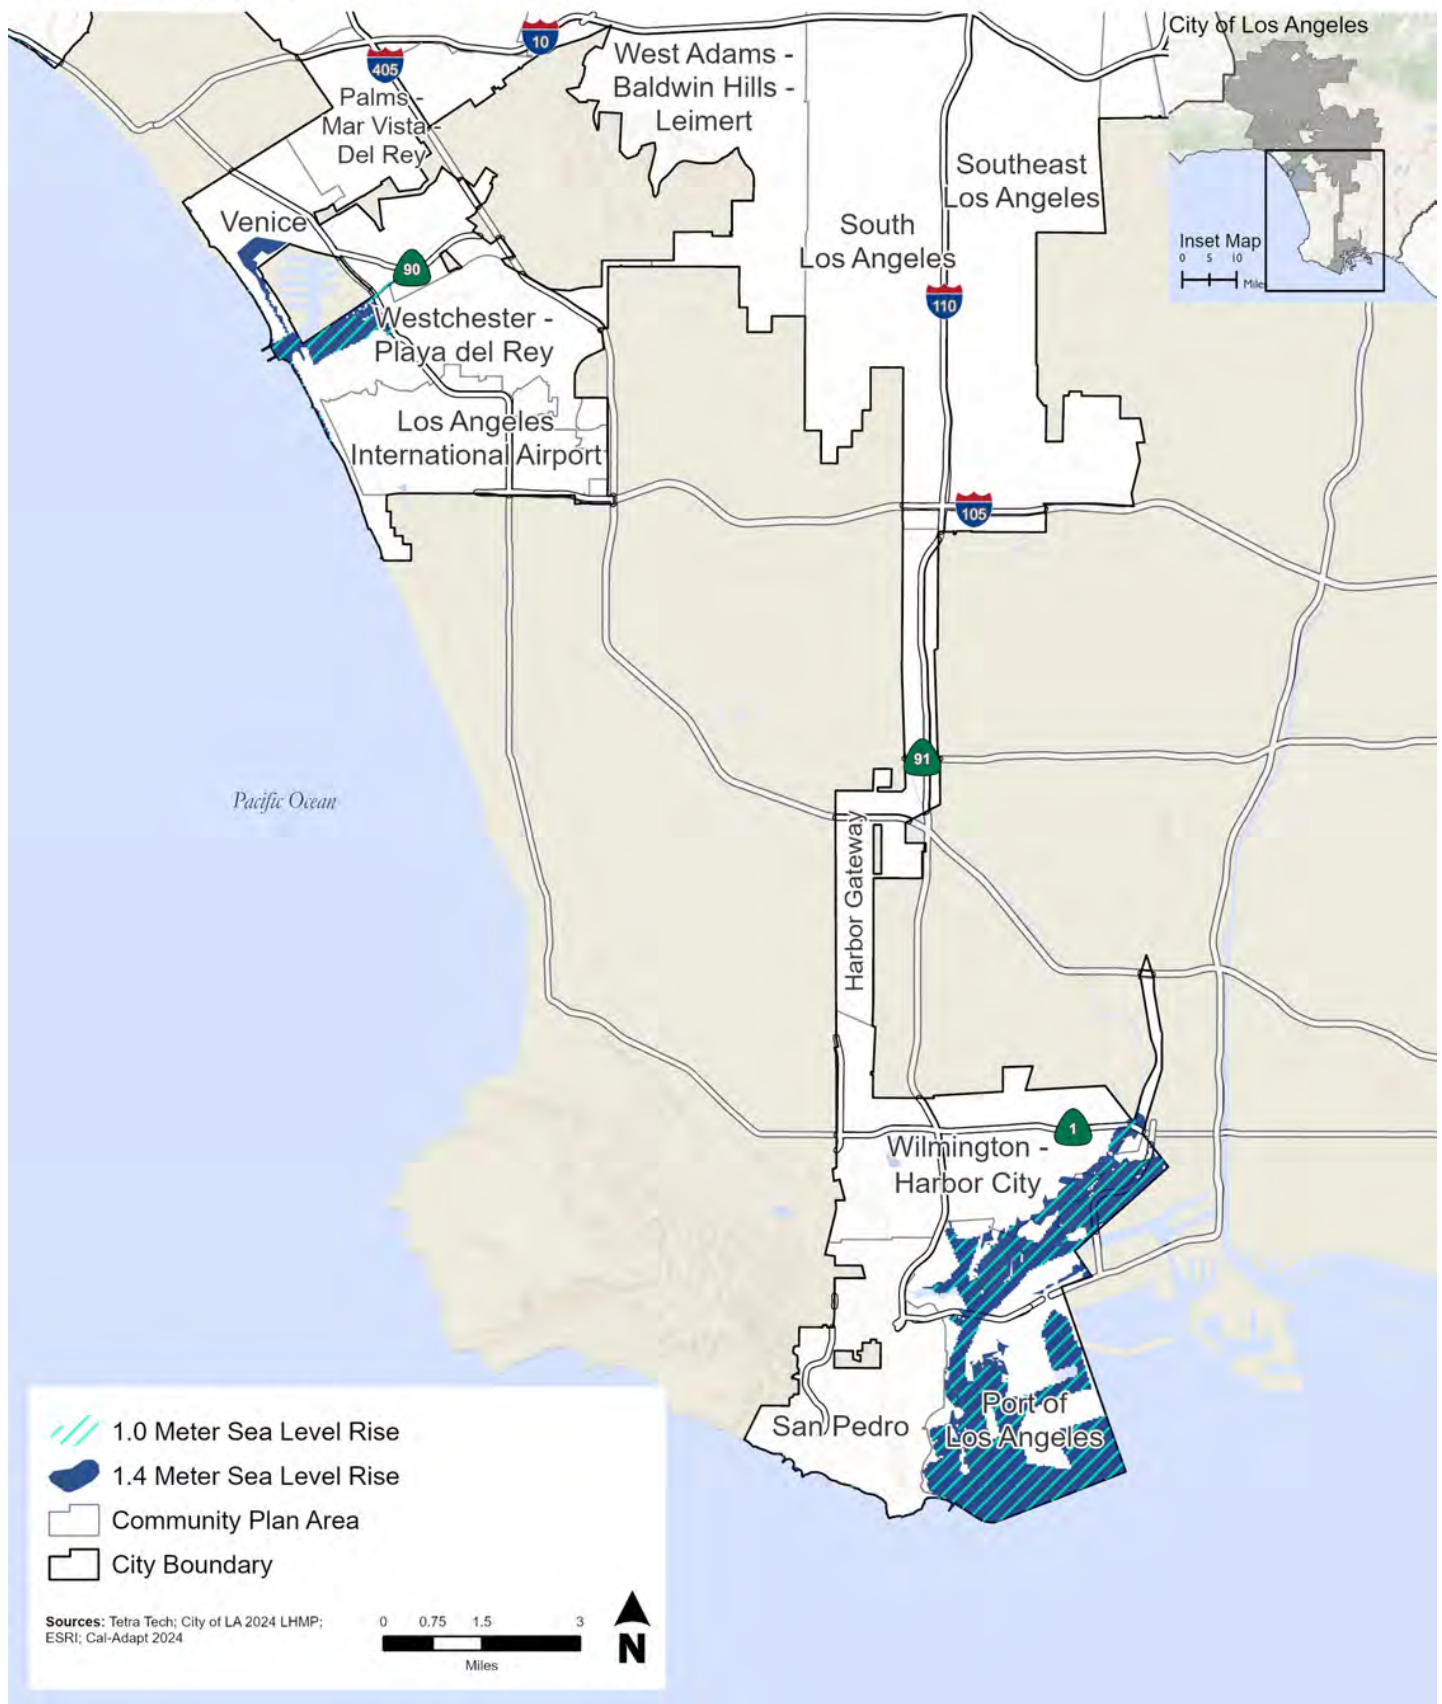 City of Los Angeles
10
405
West Adams -
Baldwin Hills -
Leimert
Palms -
Mar Vista -
Del Rey
Southeast
Los Angeles
Venice
South
Los Angeles
Inset Map
0 5 10
Mile
90
110
Westchester -
Playa del Rey
Los Angeles
International Airport
105
91
Pacific Ocean
Harbor Gateway
1
Wilmington -
Harbor City
Port of
Los Angeles
San Pedro
1.0 Meter Sea Level Rise
1.4 Meter Sea Level Rise
Community Plan Area
City Boundary
Sources: Tetra Tech; City of LA 2024 LHMP;
ESRI; Cal-Adapt 2024
0 0.75 1.5 3
Miles
N